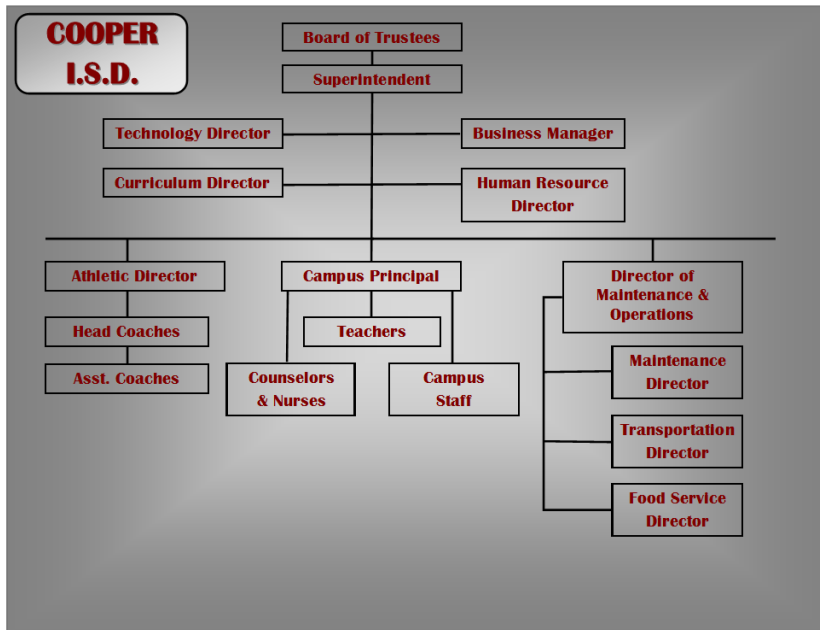 COOPER
I.S.D.
Board of Trustees
Superintendent
Technology Director
Business Manager
Curriculum Director
Human Resource
Director
Athletic Director
Campus Principal
Director of
Maintenance &
Operations
Head Coaches
Teachers
Asst. Coaches
Counselors
& Nurses
Campus
Staff
Maintenance
Director
Transportation
Director
Food Service
Director